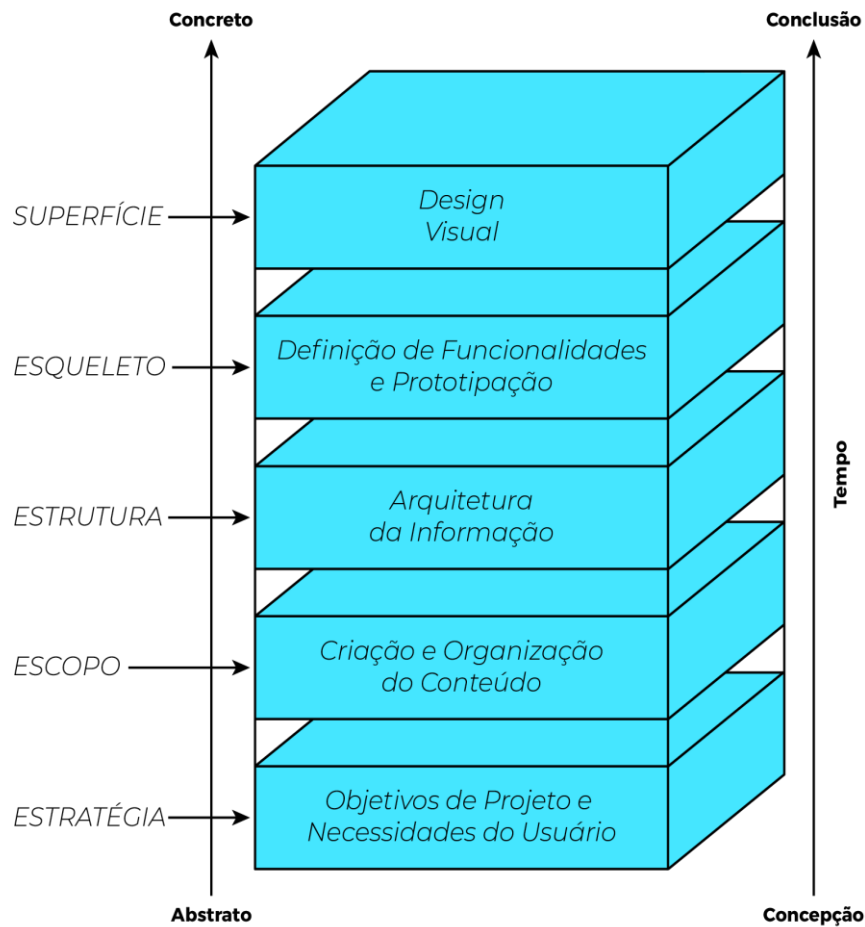 Concreto
Conclusão
SUPERFÍCIE
Design
Visual
ESQUELETO
Definição de Funcionalidades
e Prototipação
Tempo
ESTRUTURA
Arquitetura
da Informação
ESCOPO
Criação e Organização
do Conteúdo
ESTRATÉGIA
Objetivos de Projeto e
Necessidades do Usuário
Abstrato
Concepção